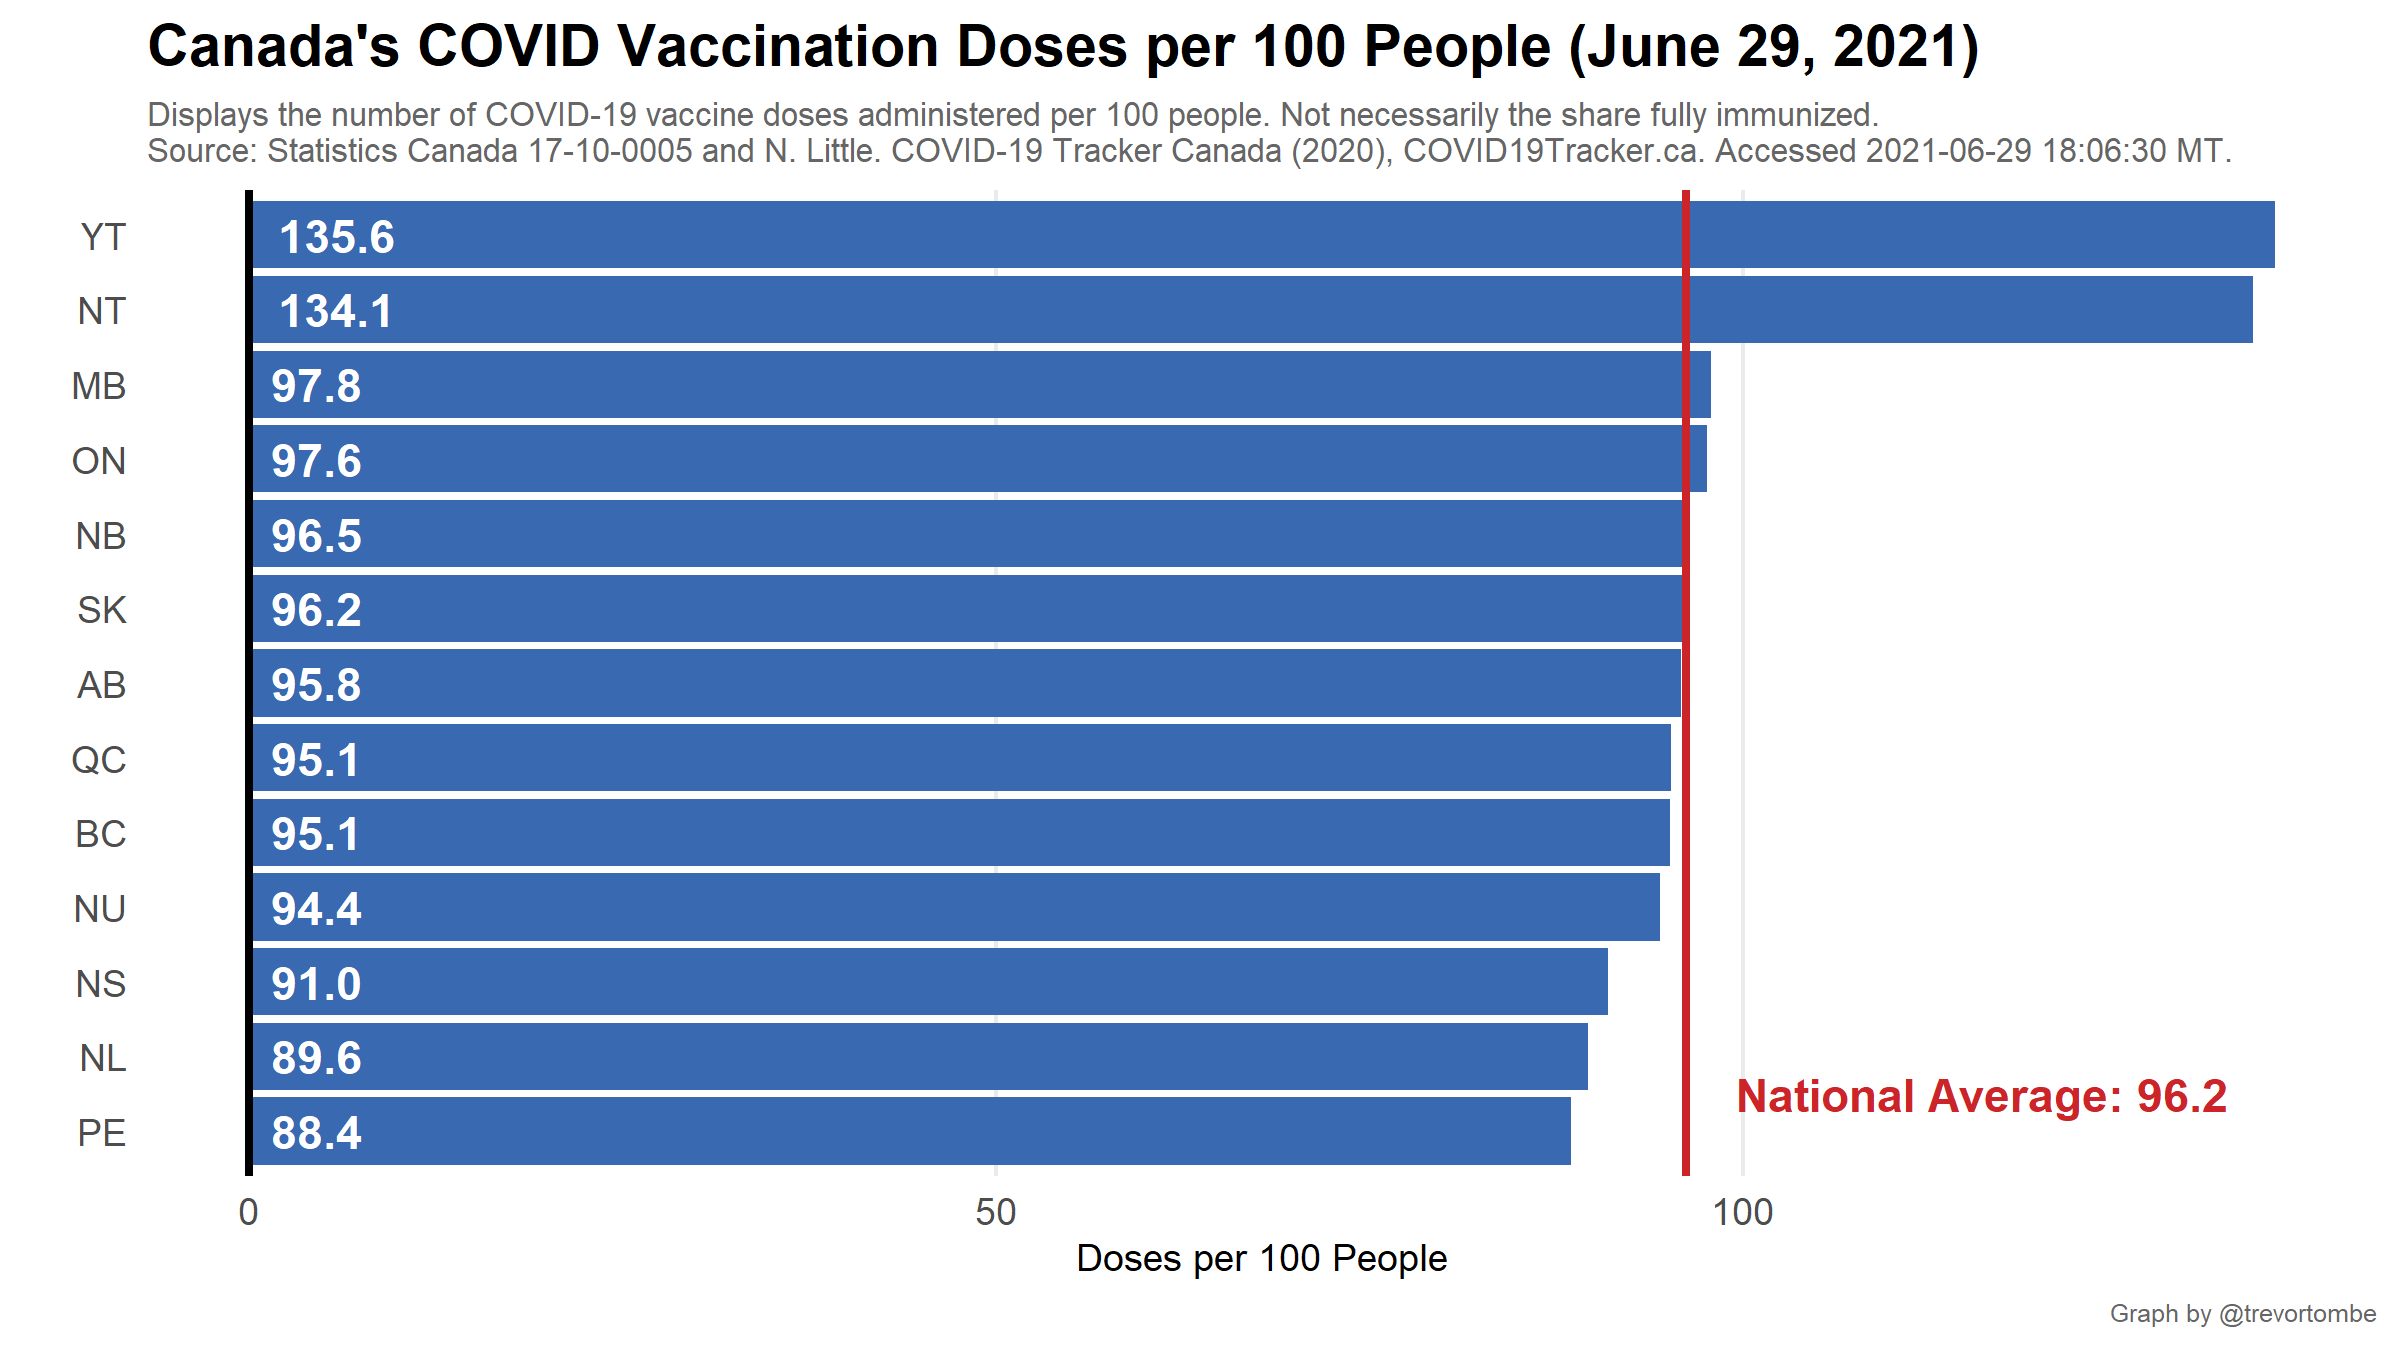 Canada's COVID Vaccination Doses per 100 People (June 29, 2021)
Displays the number of COVID-19 vaccine doses administered per 100 people. Not necessarily the share fully immunized.
Source: Statistics Canada 17-10-0005 and N. Little. COVID-19 Tracker Canada (2020), COVID19Tracker.ca. Accessed 2021-06-29 18:06:30 MT.
YT 135.6
NT 134.1
MB 97.8
ON 97.6
NB 96.5
SK 96.2
AB 95.8
QC 95.1
BC 95.1
NU 94.4
NS 91.0
NL 89.6
National Average: 96.2
PE 88.4
0 50 100
Doses per 100 People
Graph by @trevortombe